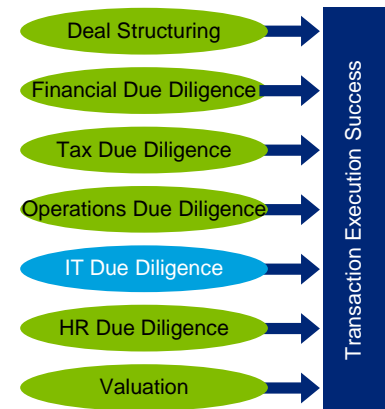 Deal Structuring
Financial Due Diligence
Tax Due Diligence
Operations Due Diligence
IT Due Diligence
HR Due Diligence
Valuation
Transaction Execution Success